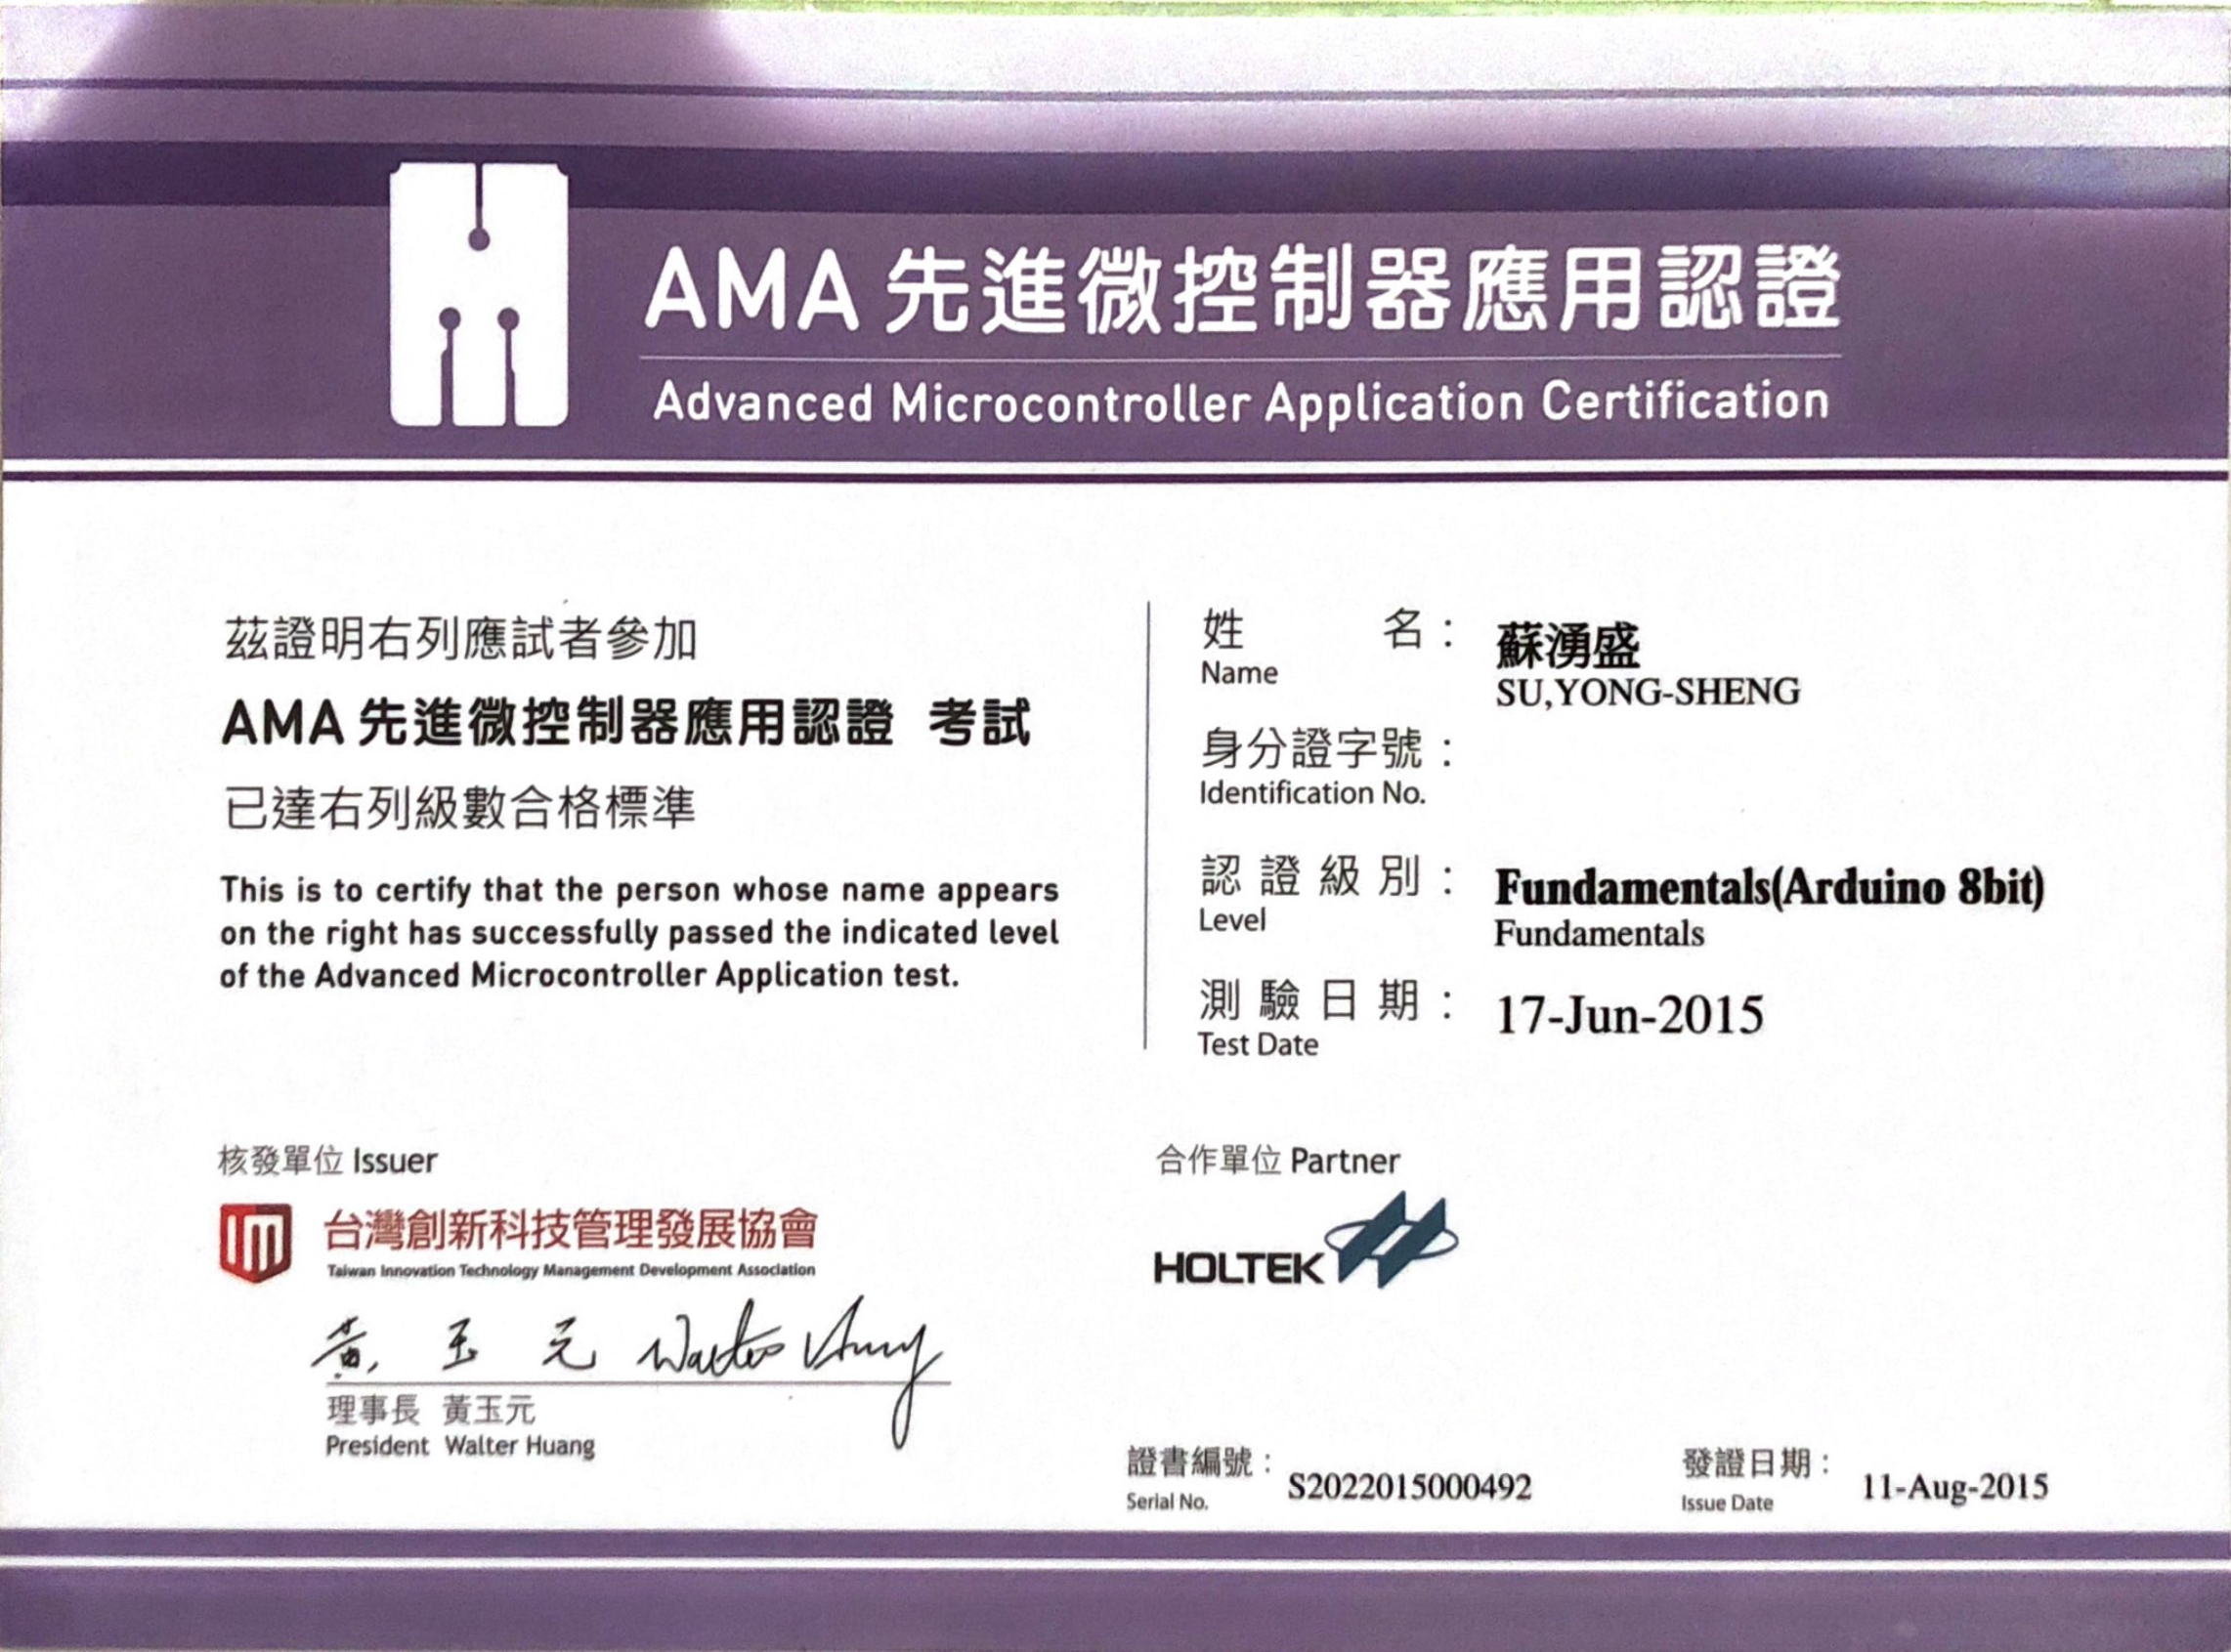 AMA 先進微控制器應用認證
Advanced Microcontroller Application Certification
茲證明右列應試者參加
AMA 先進微控制器應用認證 考試
已達右列級數合格標準
This is to certify that the person whose name appears
on the right has successfully passed the indicated level
of the Advanced Microcontroller Application test.
姓 名：蘇湧盛
Name SU,YONG-SHENG
身分證字號：
Identification No.
認證級別：Fundamentals(Arduino 8bit)
Level Fundamentals
測驗日期：17-Jun-2015
Test Date
核發單位 Issuer
台灣創新科技管理發展協會
Taiwan Innovation Technology Management Development Association
黃玉元 Walter Huang
理事長 黃玉元
President Walter Huang
合作單位 Partner
HOLTEK
證書編號：S2022015000492
Serial No.
發證日期：11-Aug-2015
Issue Date